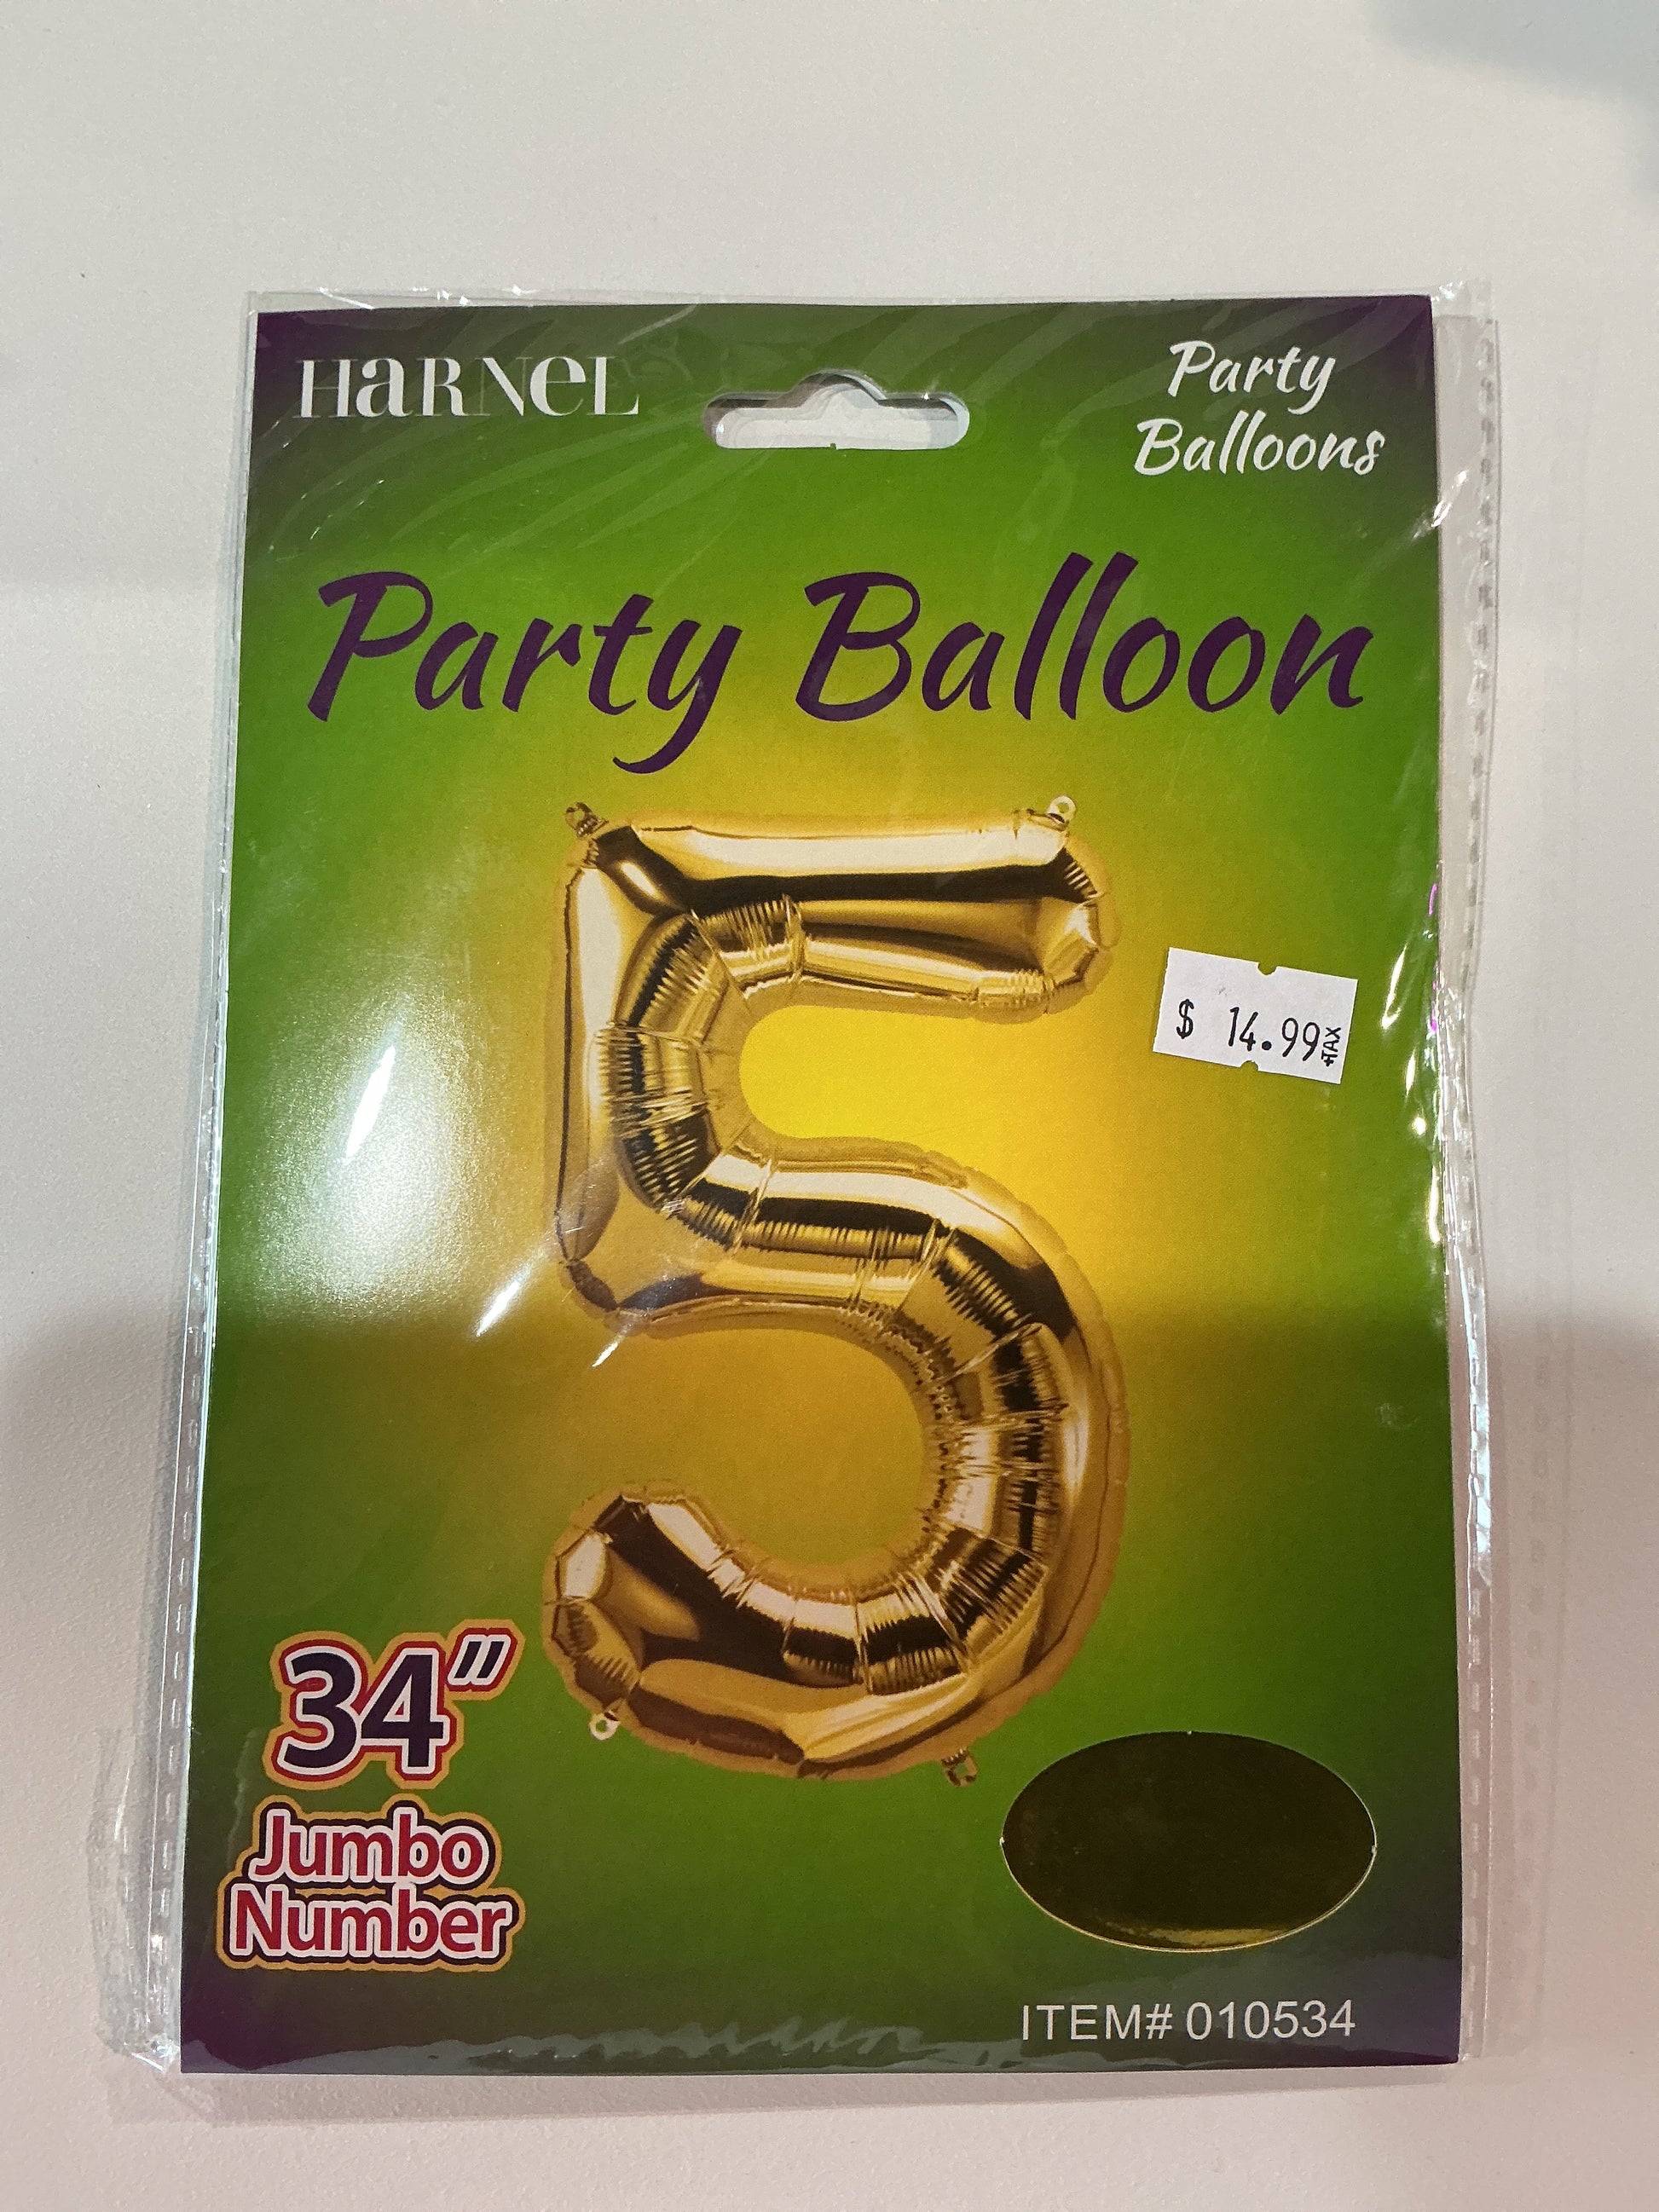 HaRNeL
Party
Balloons
Party Balloon
5
$ 14.99 +TAX
34"
Jumbo
Number
ITEM# 010534